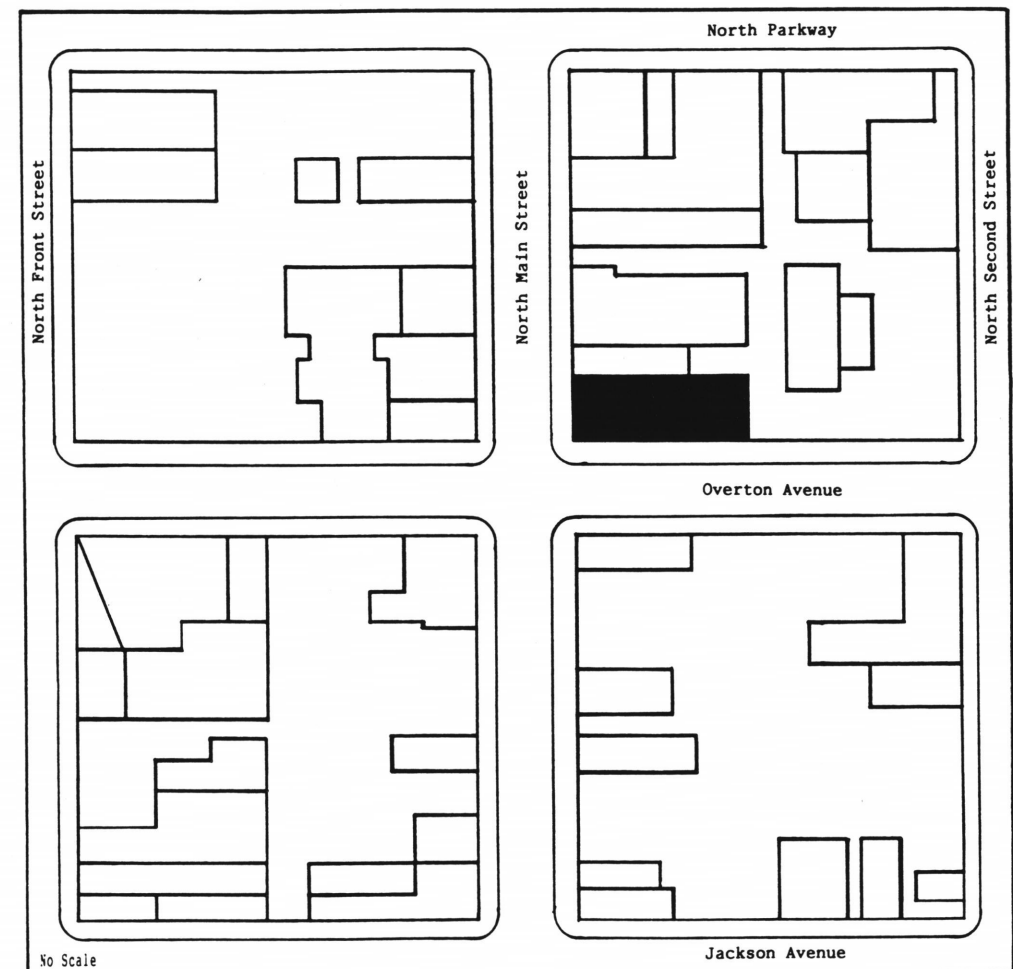 North Parkway
North Front Street
North Main Street
North Second Street
Overton Avenue
Jackson Avenue
No Scale